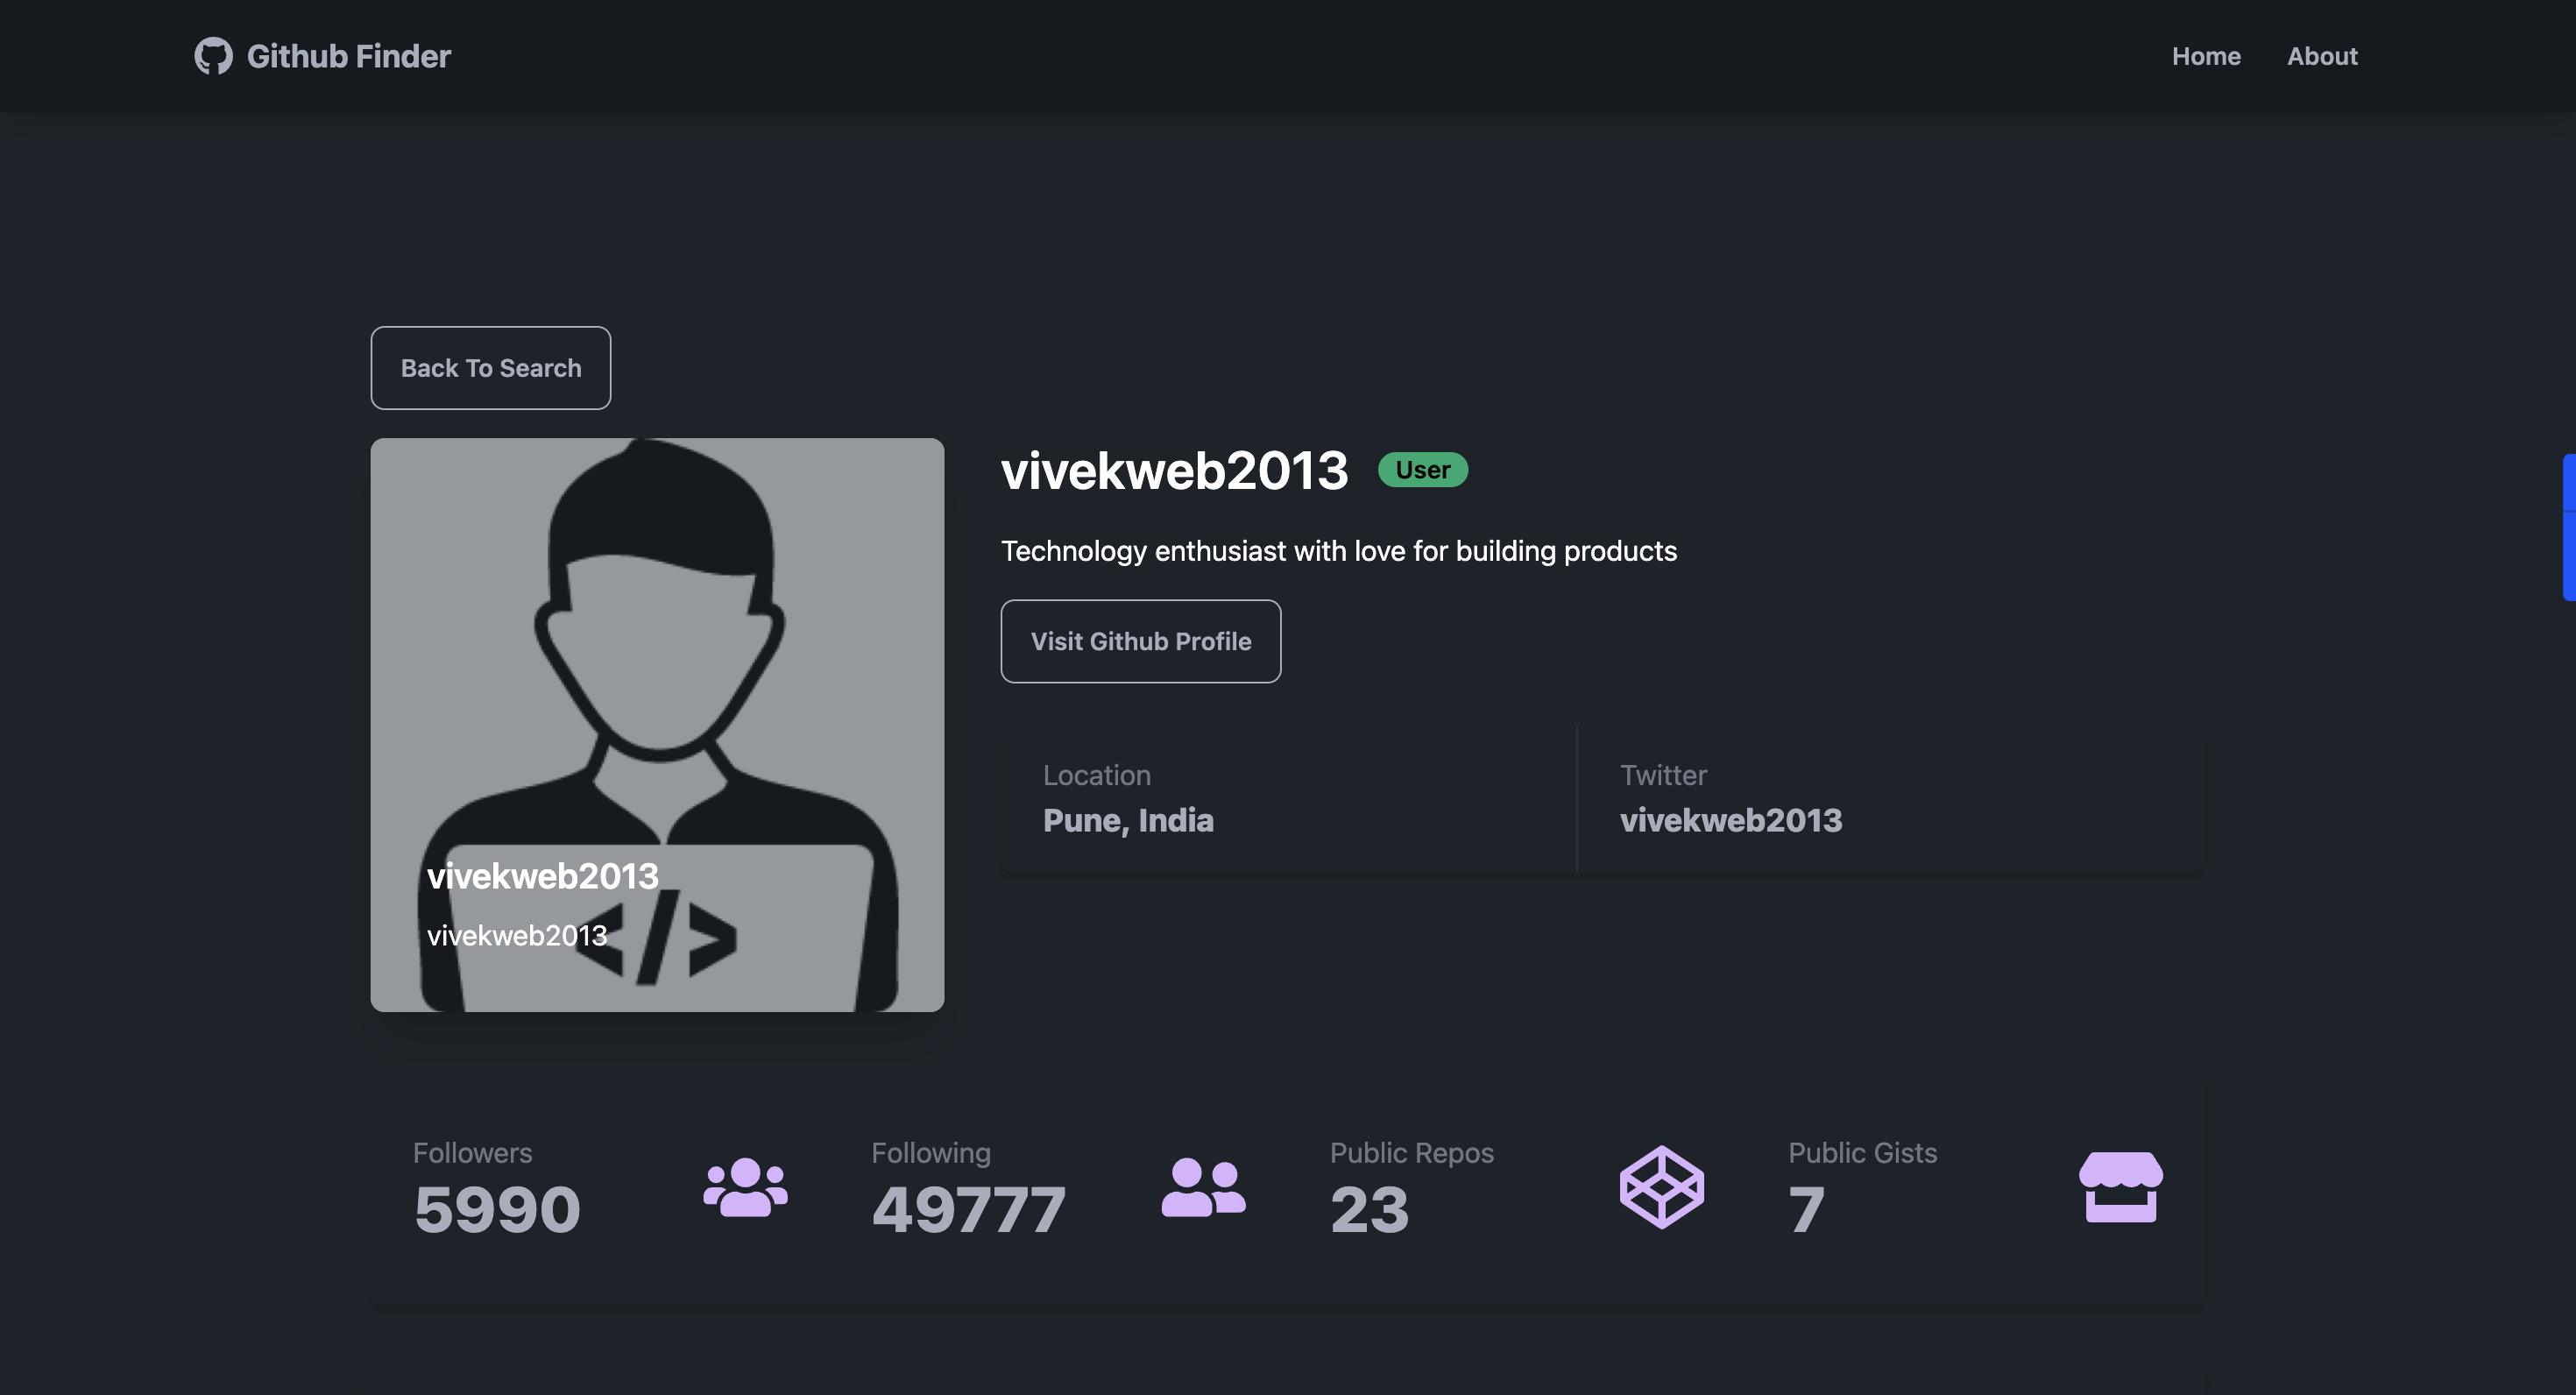 Github Finder
Home
About
Back To Search
vivekweb2013
vivekweb2013
</>
vivekweb2013 User
Technology enthusiast with love for building products
Visit Github Profile
Location
Pune, India
Twitter
vivekweb2013
Followers
5990
Following
49777
Public Repos
23
Public Gists
7